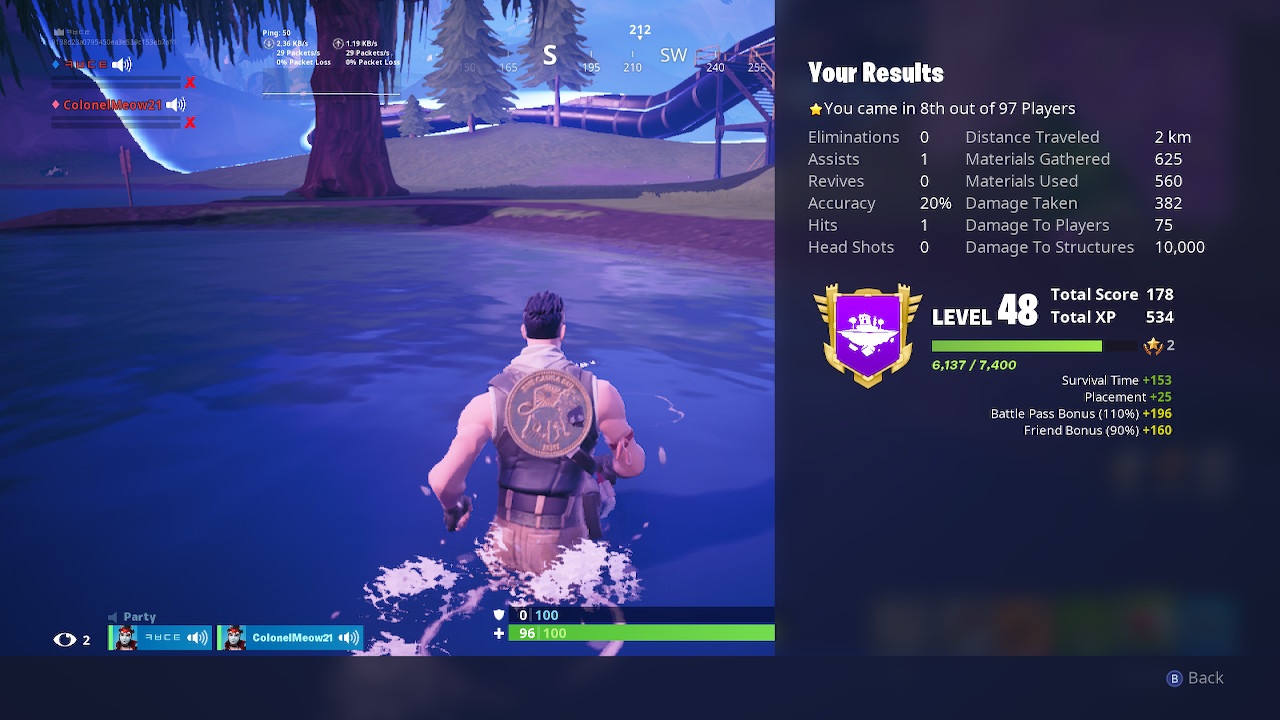 Ping: 50
2.36 KB/s 1.19 KB/s
29 Packets/s 29 Packets/s
0% Packet Loss 0% Packet Loss
ColonelMeow21
212
150 165 S 195 210 SW 240 255
Party
2
ColonelMeow21
0 100
96 100
Your Results
You came in 8th out of 97 Players
Eliminations 0 Distance Traveled 2 km
Assists 1 Materials Gathered 625
Revives 0 Materials Used 560
Accuracy 20% Damage Taken 382
Hits 1 Damage To Players 75
Head Shots 0 Damage To Structures 10,000
LEVEL 48
Total Score 178
Total XP 534
2
6,137 / 7,400
Survival Time +153
Placement +25
Battle Pass Bonus (110%) +196
Friend Bonus (90%) +160
B Back